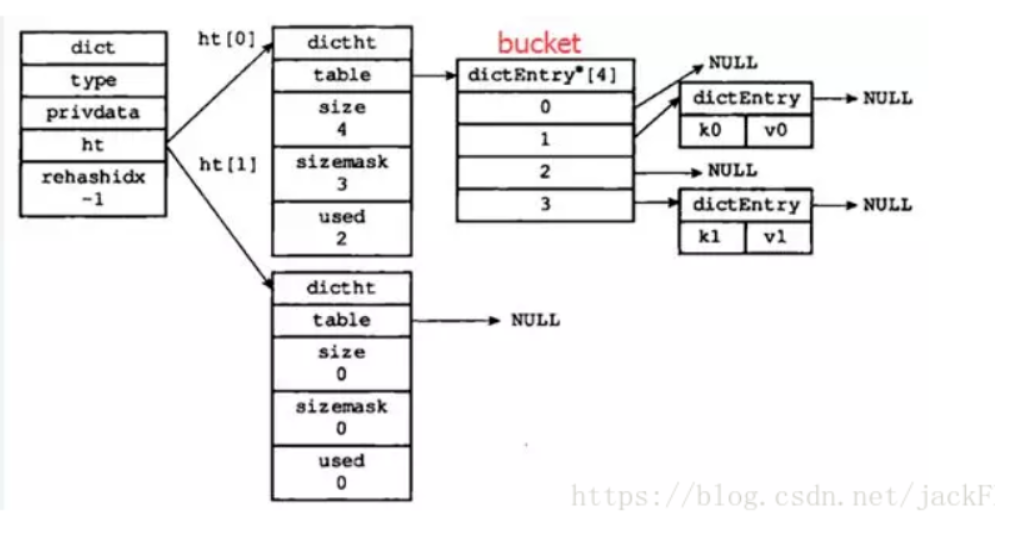 dict
type
privdata
ht
rehashidx
-1
ht[0]
ht[1]
dictht
table
size
4
sizemask
3
used
2
bucket
dictEntry*[4]
0
1
2
3
NULL
dictEntry
NULL
k0 v0
NULL
dictEntry
NULL
k1 v1
dictht
table
NULL
size
0
sizemask
0
used
0
https://blog.csdn.net/jackF